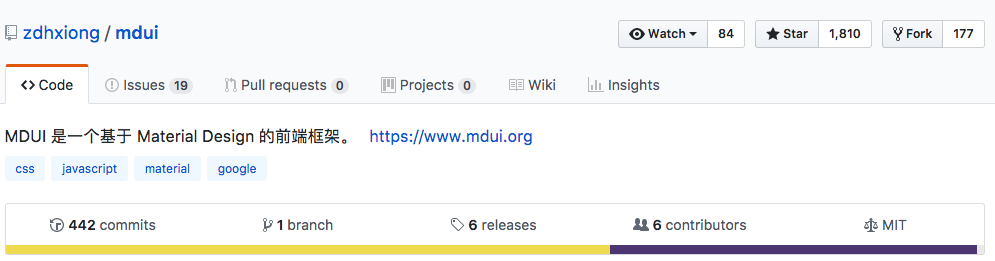 zdhxiong / mdui Watch 84 Star 1,810 Fork 177
Code Issues 19 Pull requests 0 Projects 0 Wiki Insights
MDUI 是一个基于 Material Design 的前端框架。 https://www.mdui.org
css javascript material google
442 commits 1 branch 6 releases 6 contributors MIT